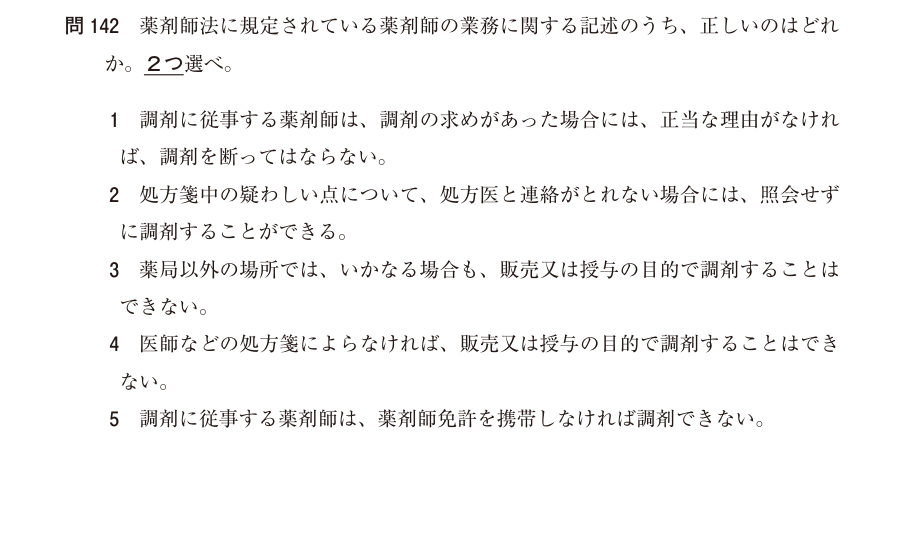 問 142　薬剤師法に規定されている薬剤師の業務に関する記述のうち、正しいのはどれ
か。２つ選べ。
1　調剤に従事する薬剤師は、調剤の求めがあった場合には、正当な理由がなけれ
ば、調剤を断ってはならない。
2　処方箋中の疑わしい点について、処方医と連絡がとれない場合には、照会せず
に調剤することができる。
3　薬局以外の場所では、いかなる場合も、販売又は授与の目的で調剤することは
できない。
4　医師などの処方箋によらなければ、販売又は授与の目的で調剤することはでき
ない。
5　調剤に従事する薬剤師は、薬剤師免許を携帯しなければ調剤できない。